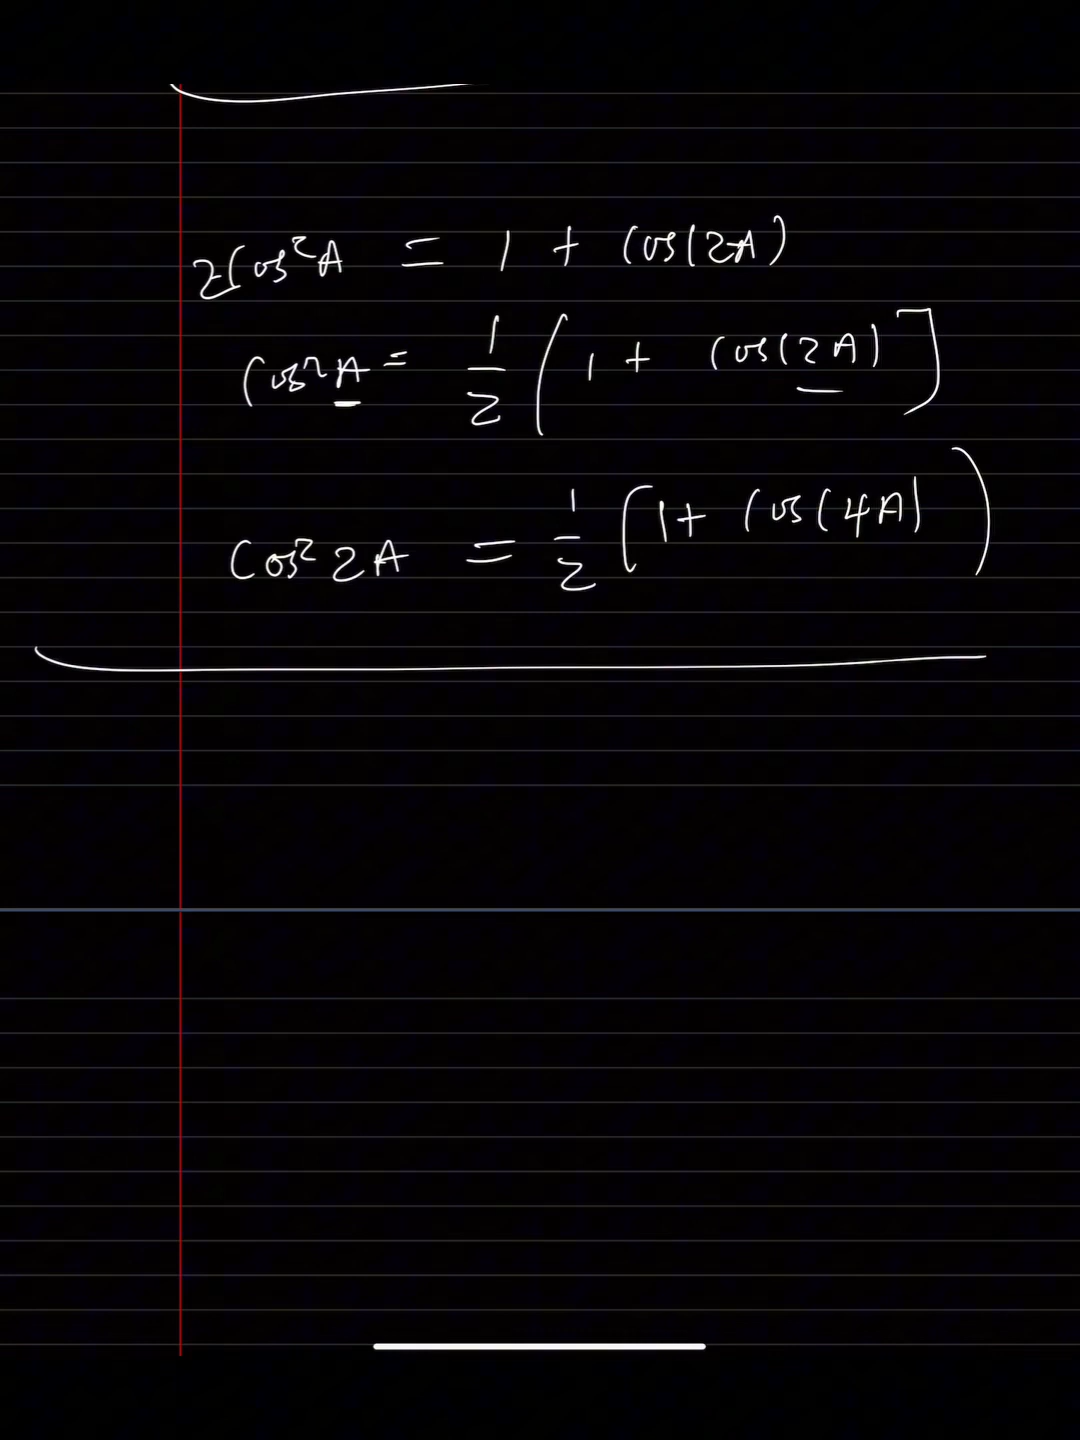 2Cos²A = 1 + Cos(2A)
Cos²A = 1/2 (1 + Cos(2A)]
Cos² 2A = 1/2 (1 + Cos(4A))